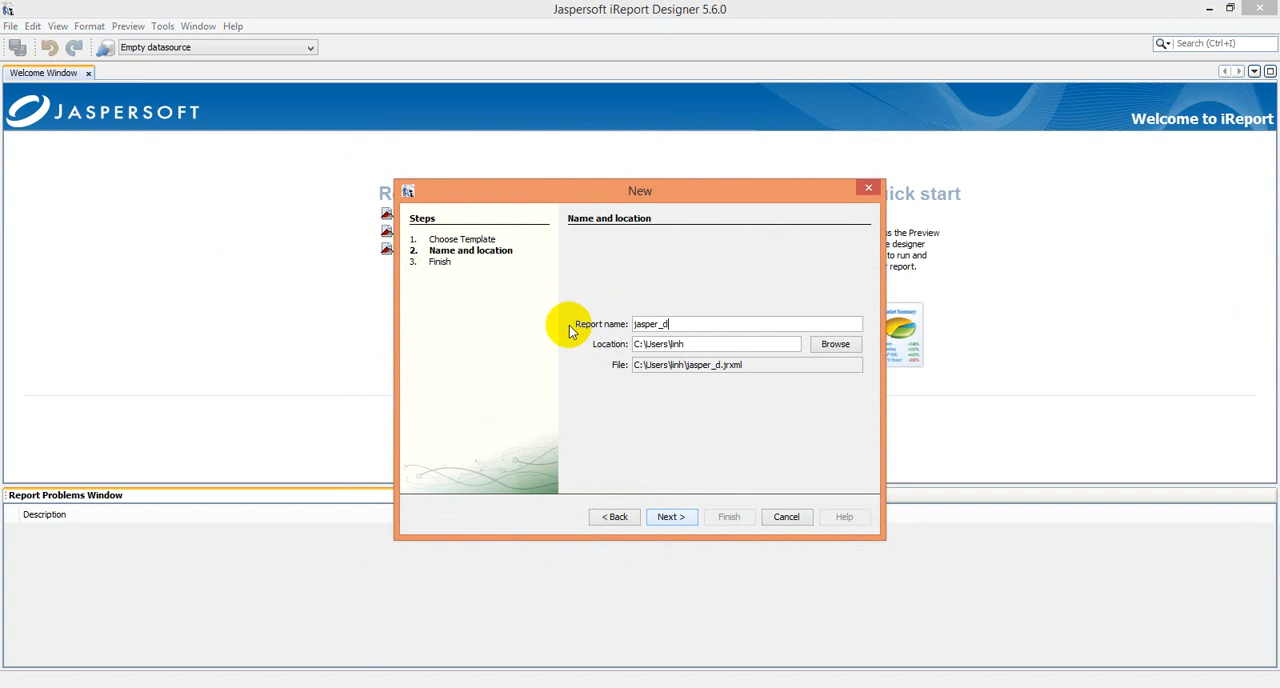 Jaspersoft iReport Designer 5.6.0
File Edit View Format Preview Tools Window Help
Empty datasource
Search (Ctrl+I)
Welcome Window
JASPERSOFT
Welcome to iReport
ick start
ss the Preview
e designer
to run and
r report.
New
Steps
1. Choose Template
2. Name and location
3. Finish
Name and location
Report name: jasper_d
Location: C:\Users\linh Browse
File: C:\Users\linh\jasper_d.jrxml
< Back Next > Finish Cancel Help
Report Problems Window
Description